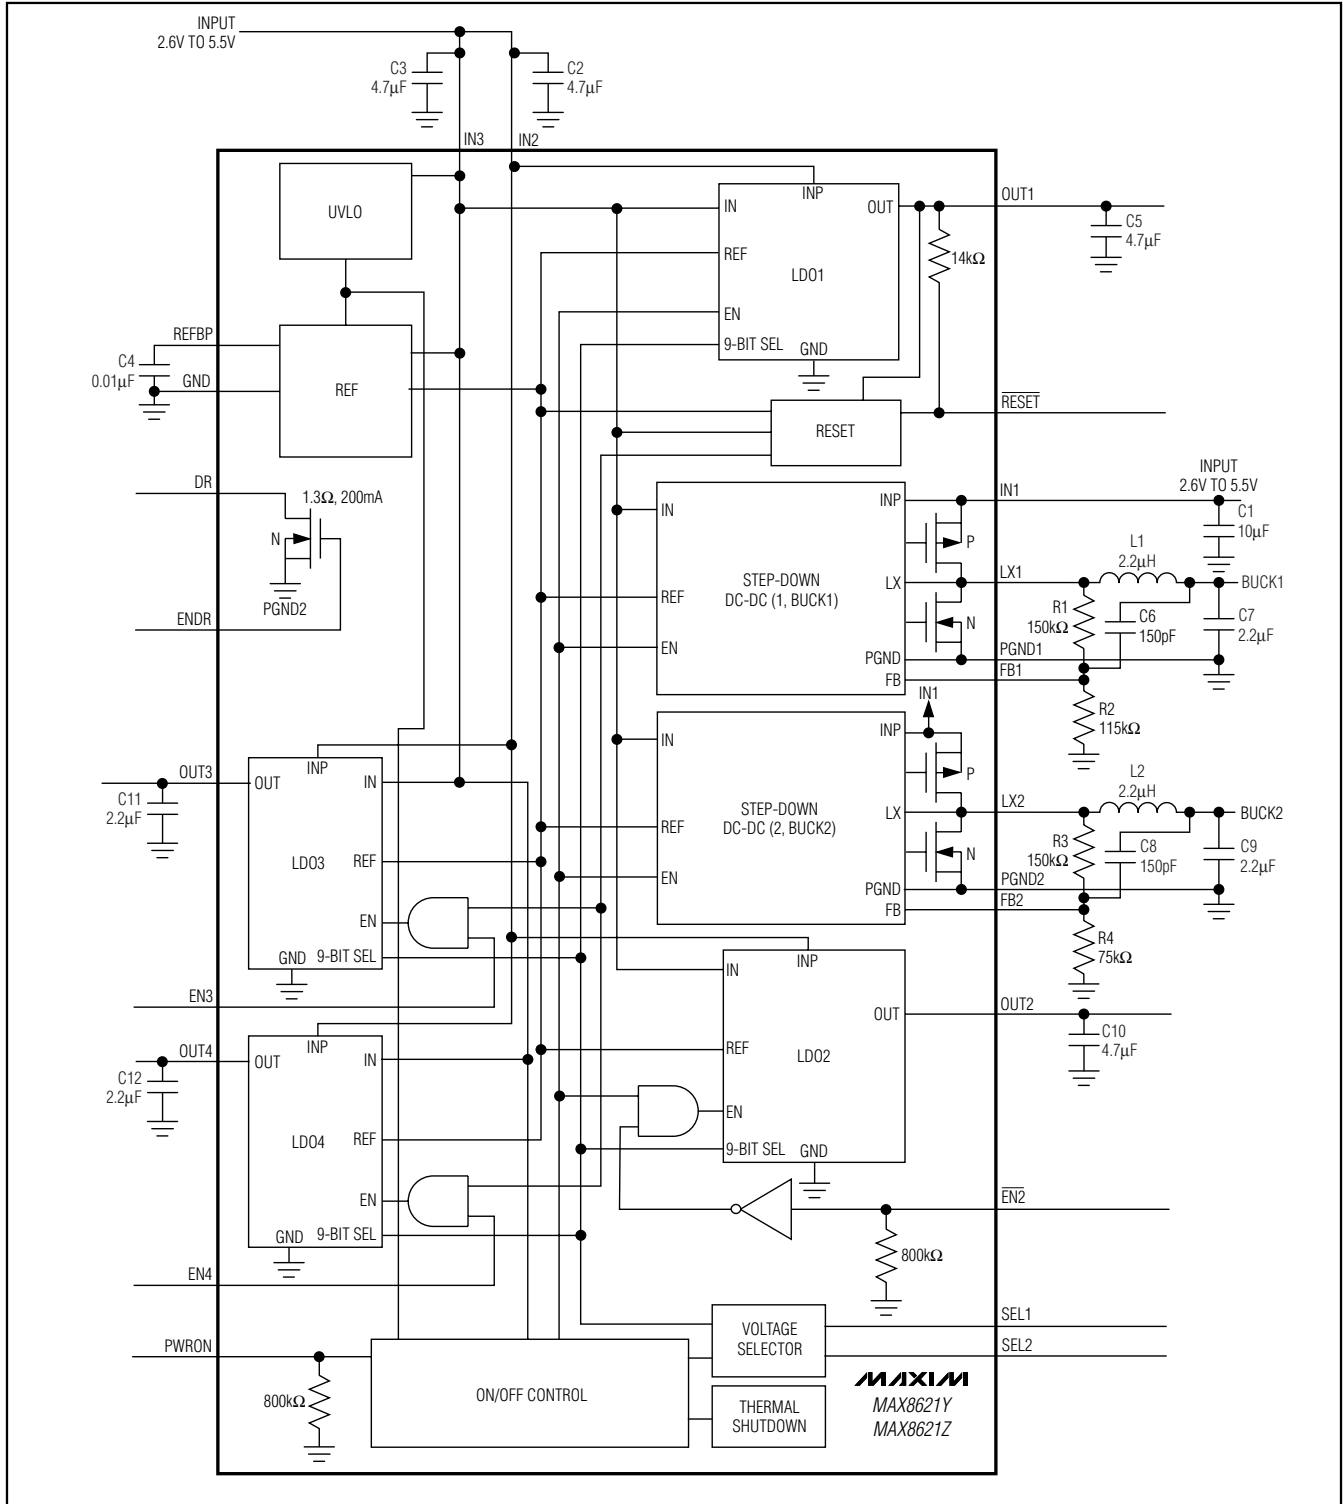 INPUT
2.6V TO 5.5V
C3
4.7µF
C2
4.7µF
IN3
IN2
UVLO
INP
IN
OUT
REF
LDO1
EN
9-BIT SEL
GND
OUT1
C5
4.7µF
14kΩ
REFBP
C4
0.01µF
GND
REF
RESET
RESET
DR
1.3Ω, 200mA
N
PGND2
ENDR
INPUT
2.6V TO 5.5V
IN1
C1
10µF
IN
INP
P
STEP-DOWN
DC-DC (1, BUCK1)
LX
LX1
L1
2.2µH
BUCK1
REF
R1
150kΩ
C6
150pF
C7
2.2µF
N
EN
PGND
PGND1
FB
FB1
R2
115kΩ
IN1
IN
INP
P
STEP-DOWN
DC-DC (2, BUCK2)
LX
LX2
L2
2.2µH
BUCK2
REF
R3
150kΩ
C8
150pF
C9
2.2µF
N
EN
PGND
PGND2
FB
FB2
R4
75kΩ
OUT3
C11
2.2µF
OUT
INP
IN
LDO3
REF
EN
GND
9-BIT SEL
EN3
OUT4
C12
2.2µF
OUT
INP
IN
LDO4
REF
EN
GND
9-BIT SEL
EN4
INP
IN
OUT
OUT2
C10
4.7µF
REF
LDO2
EN
9-BIT SEL
GND
EN2
800kΩ
PWRON
800kΩ
ON/OFF CONTROL
VOLTAGE
SELECTOR
SEL1
SEL2
THERMAL
SHUTDOWN
MAXIM
MAX8621Y
MAX8621Z